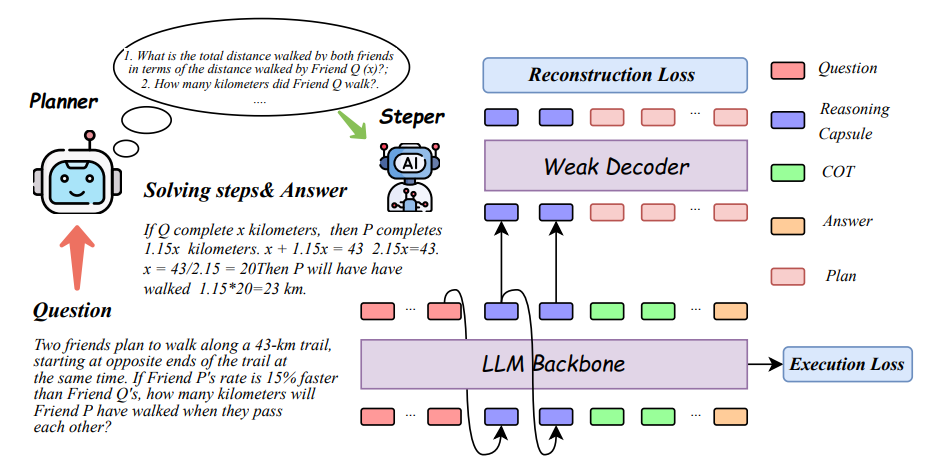 1. What is the total distance walked by both friends
in terms of the distance walked by Friend Q (x)?;
2. How many kilometers did Friend Q walk?.
....
Planner
Steper
AI
Solving steps& Answer
If Q complete x kilometers, then P completes
1.15x kilometers. x + 1.15x = 43 2.15x=43.
x = 43/2.15 = 20Then P will have have
walked 1.15*20=23 km.
Question
Two friends plan to walk along a 43-km trail,
starting at opposite ends of the trail at
the same time. If Friend P's rate is 15% faster
than Friend Q's, how many kilometers will
Friend P have walked when they pass
each other?
Reconstruction Loss
...
Weak Decoder
...
... ...
LLM Backbone
Execution Loss
... ...
Question
Reasoning
Capsule
COT
Answer
Plan